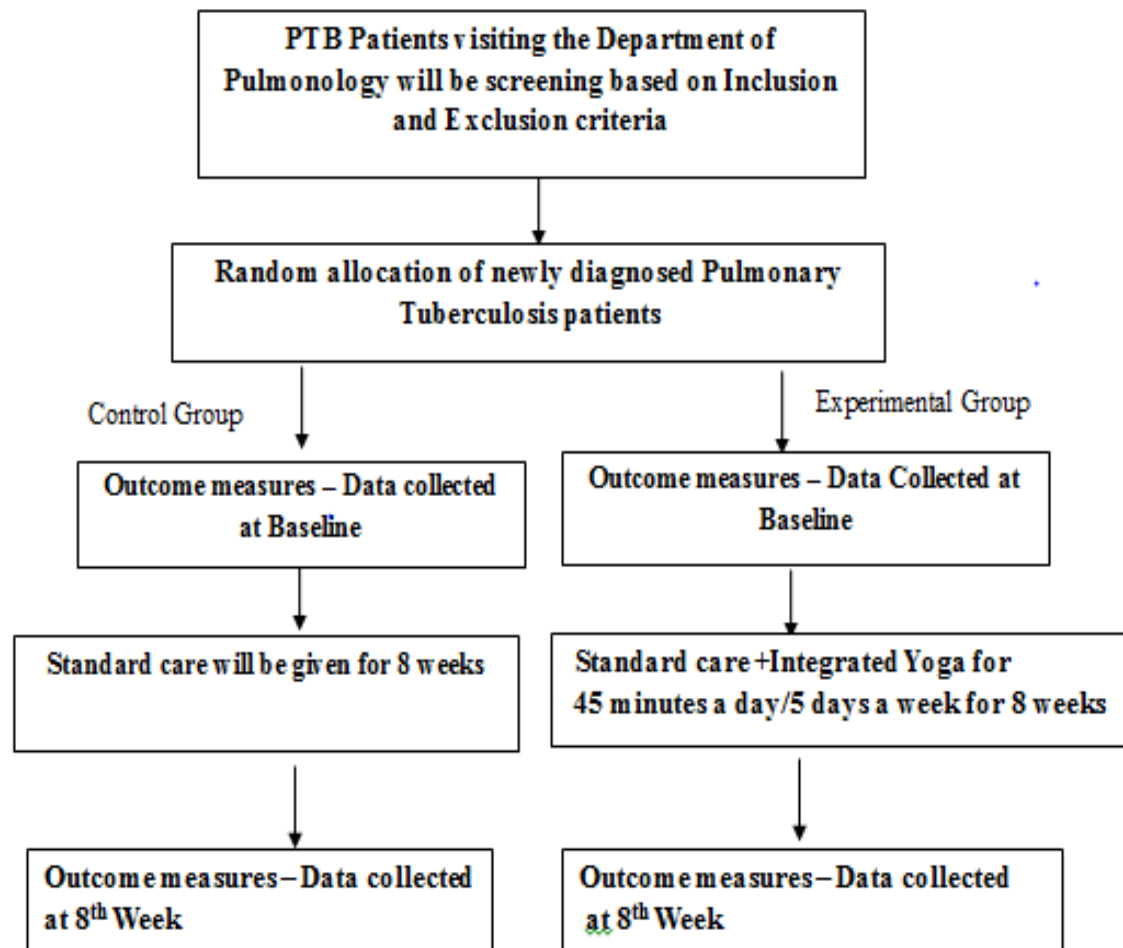 PTB Patients visiting the Department of
Pulmonology will be screening based on Inclusion
and Exclusion criteria
Random allocation of newly diagnosed Pulmonary
Tuberculosis patients
Control Group
Experimental Group
Outcome measures – Data collected
at Baseline
Outcome measures – Data Collected at
Baseline
Standard care will be given for 8 weeks
Standard care +Integrated Yoga for
45 minutes a day/5 days a week for 8 weeks
Outcome measures – Data collected
at 8th Week
Outcome measures – Data collected
at 8th Week